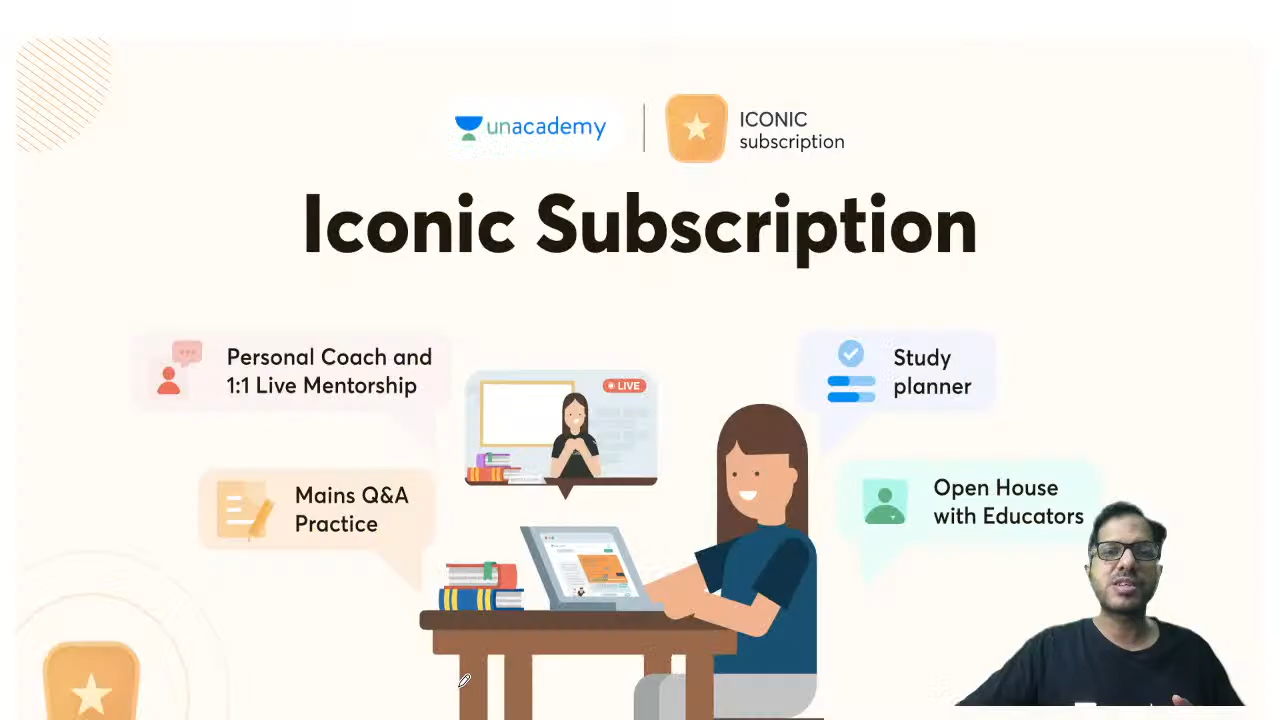 unacademy
ICONIC
subscription
Iconic Subscription
Personal Coach and
1:1 Live Mentorship
LIVE
Study
planner
Mains Q&A
Practice
Open House
with Educators